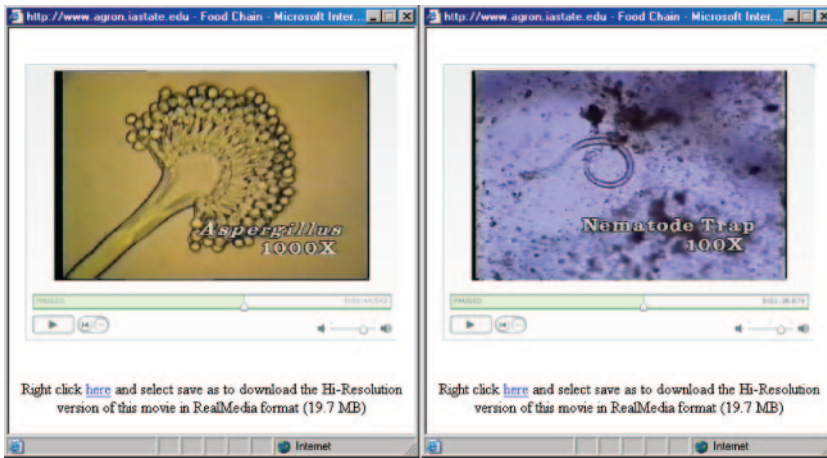 http://www.agron.iastate.edu - Food Chain - Microsoft Inter...
Aspergillus
1000X
PAUSED
Right click here and select save as to download the Hi-Resolution
version of this movie in RealMedia format (19.7 MB)
Internet
http://www.agron.iastate.edu - Food Chain - Microsoft Inter...
Nematode Trap
100X
PAUSED
Right click here and select save as to download the Hi-Resolution
version of this movie in RealMedia format (19.7 MB)
Internet